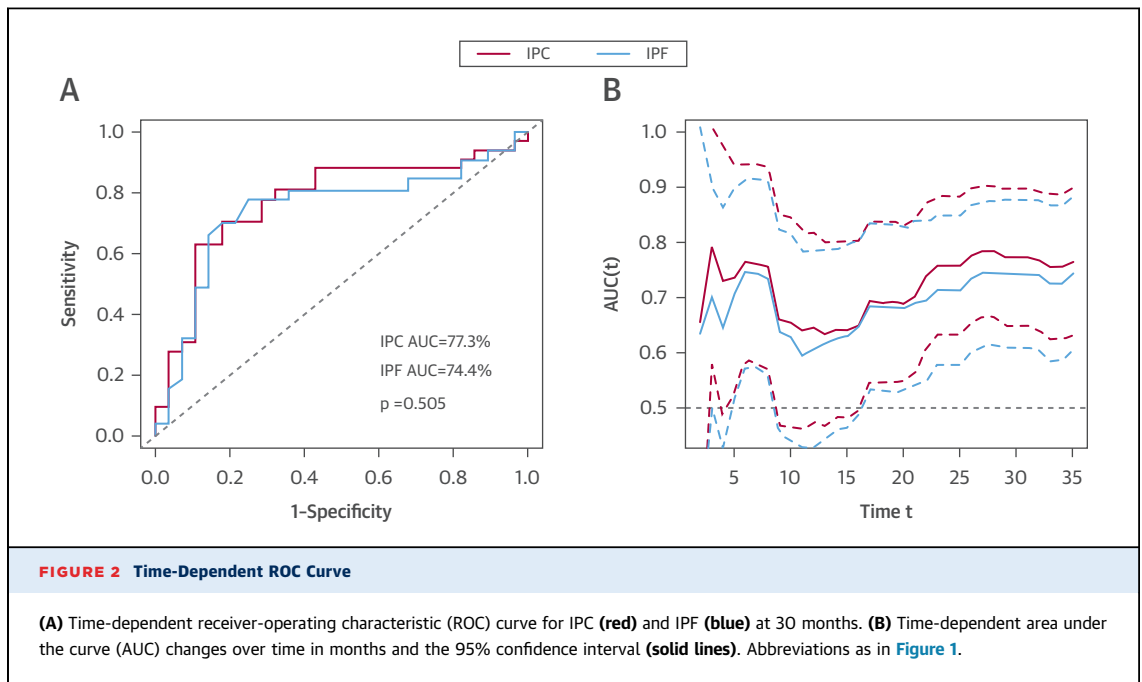 IPC IPF
A
Sensitivity
1.0
0.8
0.6
0.4
0.2
0.0
IPC AUC=77.3%
IPF AUC=74.4%
p =0.505
0.0 0.2 0.4 0.6 0.8 1.0
1–Specificity
B
AUC(t)
1.0
0.9
0.8
0.7
0.6
0.5
5 10 15 20 25 30 35
Time t
FIGURE 2 Time-Dependent ROC Curve
(A) Time-dependent receiver-operating characteristic (ROC) curve for IPC (red) and IPF (blue) at 30 months. (B) Time-dependent area under
the curve (AUC) changes over time in months and the 95% confidence interval (solid lines). Abbreviations as in Figure 1.